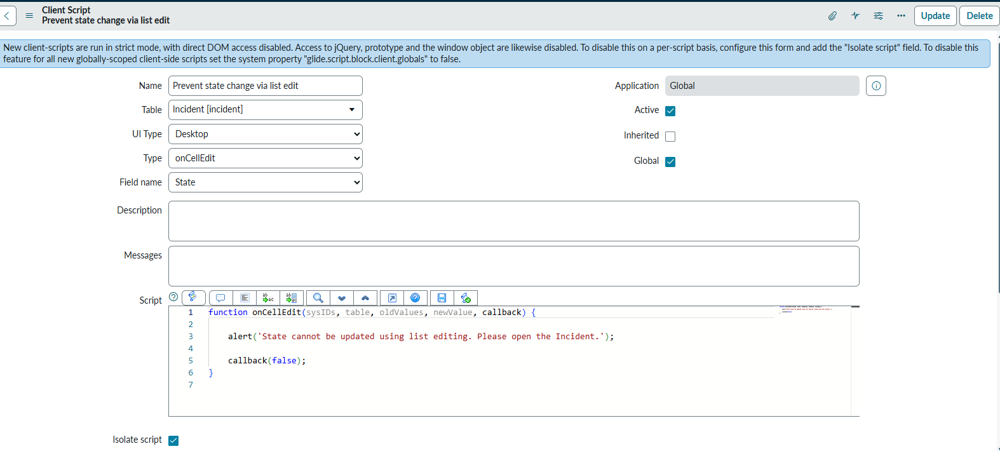 Client Script
Prevent state change via list edit
Update
Delete
New client-scripts are run in strict mode, with direct DOM access disabled. Access to jQuery, prototype and the window object are likewise disabled. To disable this on a per-script basis, configure this form and add the "Isolate script" field. To disable this
feature for all new globally-scoped client-side scripts set the system property "glide.script.block.client.globals" to false.
Name Prevent state change via list edit
Application Global
Table Incident [incident]
Active
UI Type Desktop
Inherited
Type onCellEdit
Global
Field name State
Description
Messages
Script
1 function onCellEdit(sysIDs, table, oldValues, newValue, callback) {
2
3 alert('State cannot be updated using list editing. Please open the Incident.');
4
5 callback(false);
6 }
7
Isolate script